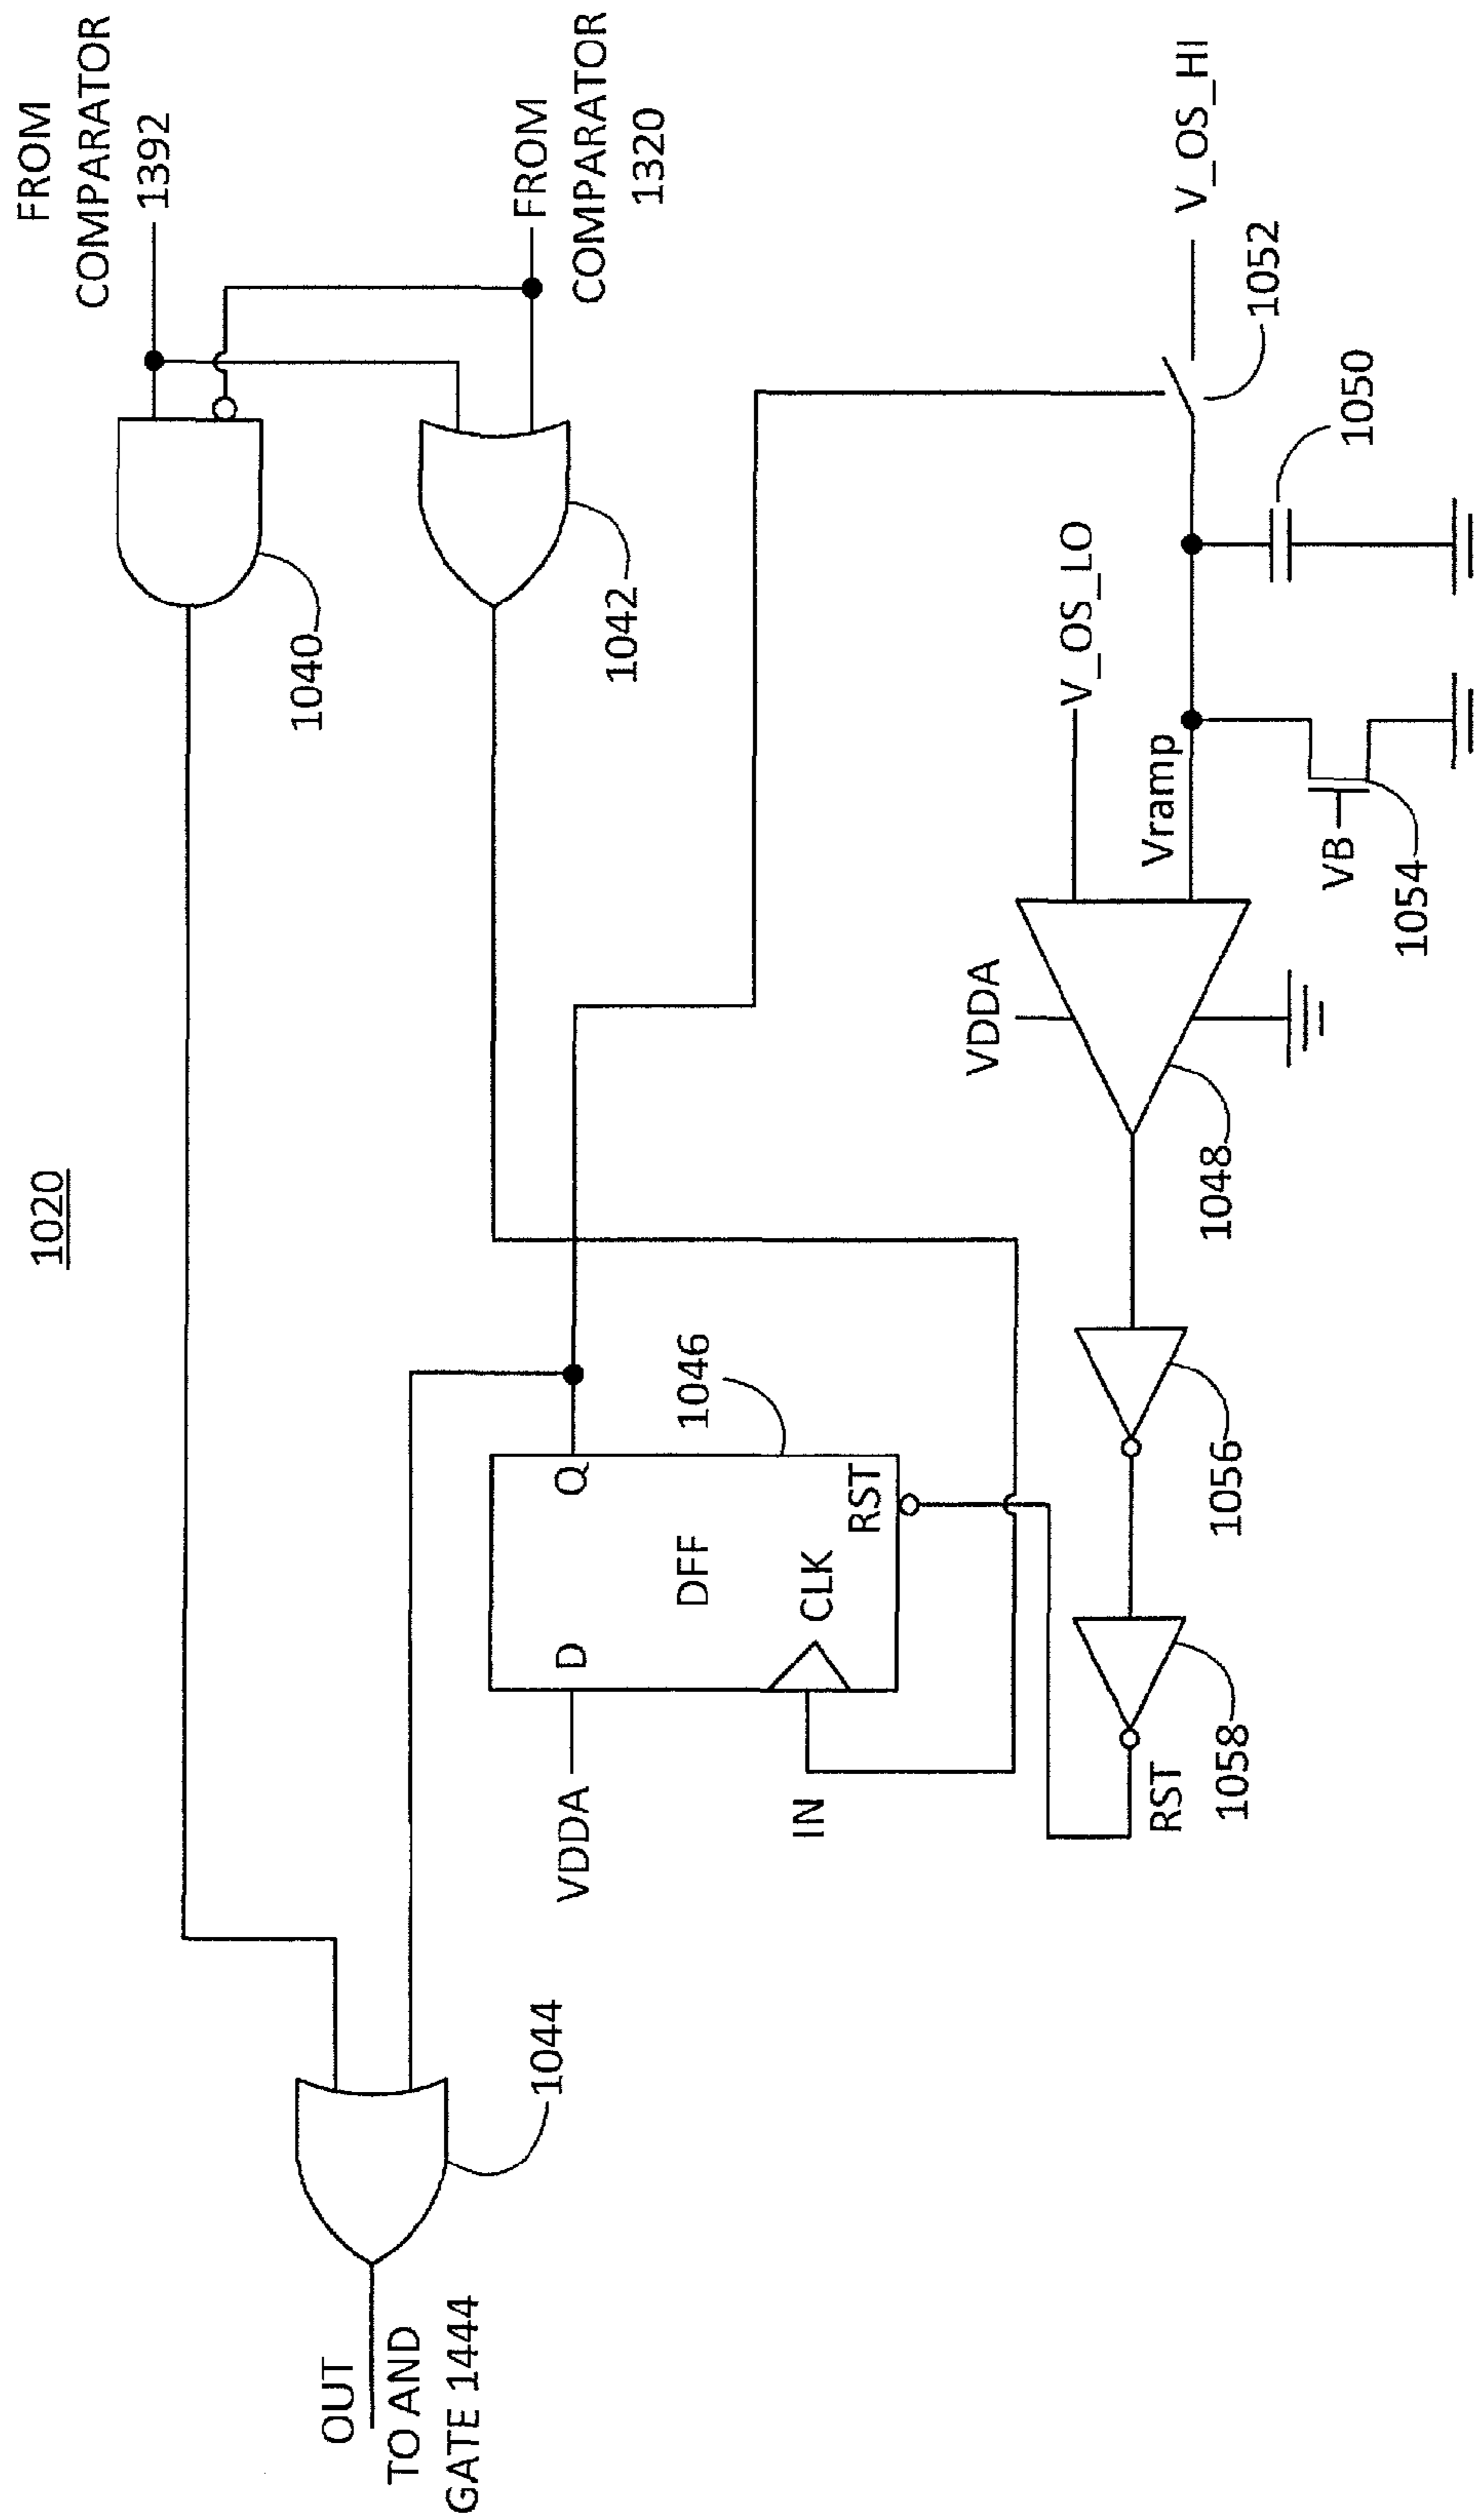 1020
FROM
COMPARATOR
1392
FROM
COMPARATOR
1320
1040
1042
OUT
TO AND
GATE 1444
1044
VDDA
D
Q
DFF
1046
CLK
RST
IN
RST
1058
1056
1048
VDDA
V_OS_LO
Vramp
VB
1054
1050
1052
V_OS_HI